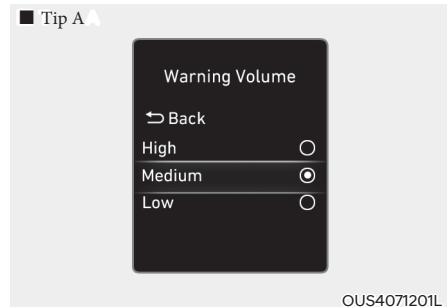 ■ Tip A
Warning Volume
⮌ Back
High
Medium
Low
OUS4071201L